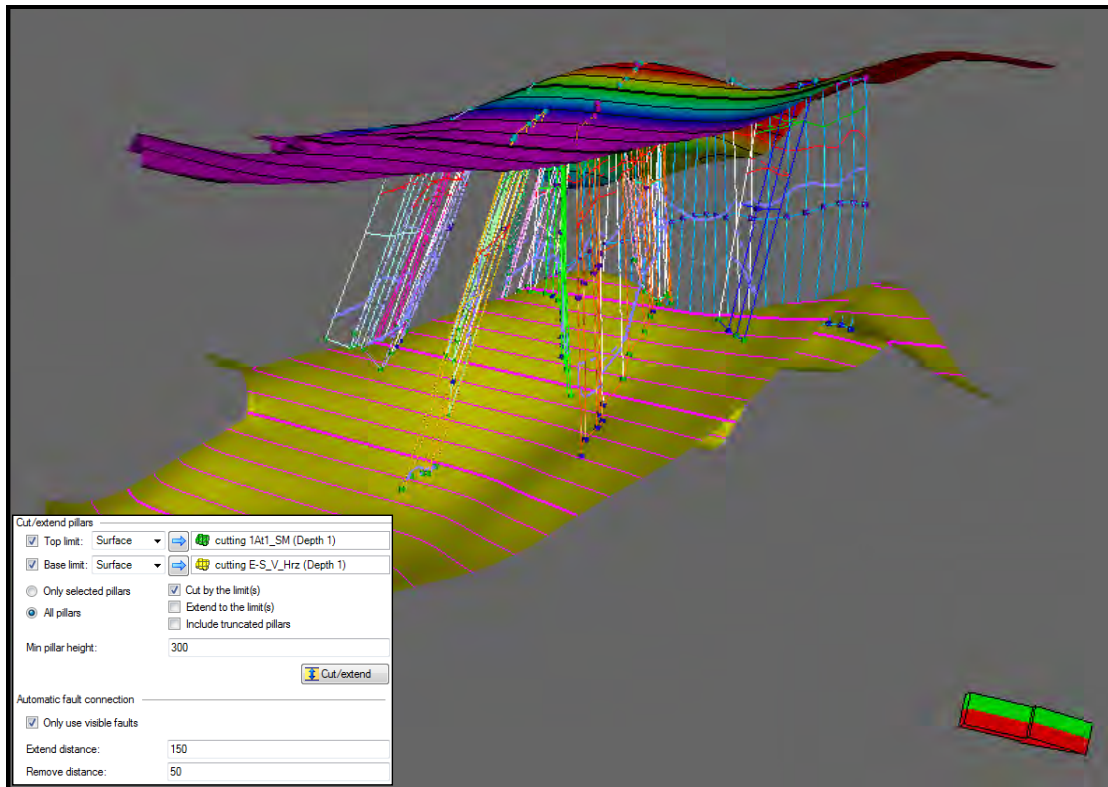 Cut/extend pillars
Top limit: Surface cutting 1At1_SM (Depth 1)
Base limit: Surface cutting E-S_V_Hrz (Depth 1)
Only selected pillars Cut by the limit(s)
All pillars Extend to the limit(s)
Include truncated pillars
Min pillar height: 300
Cut/extend
Automatic fault connection
Only use visible faults
Extend distance: 150
Remove distance: 50